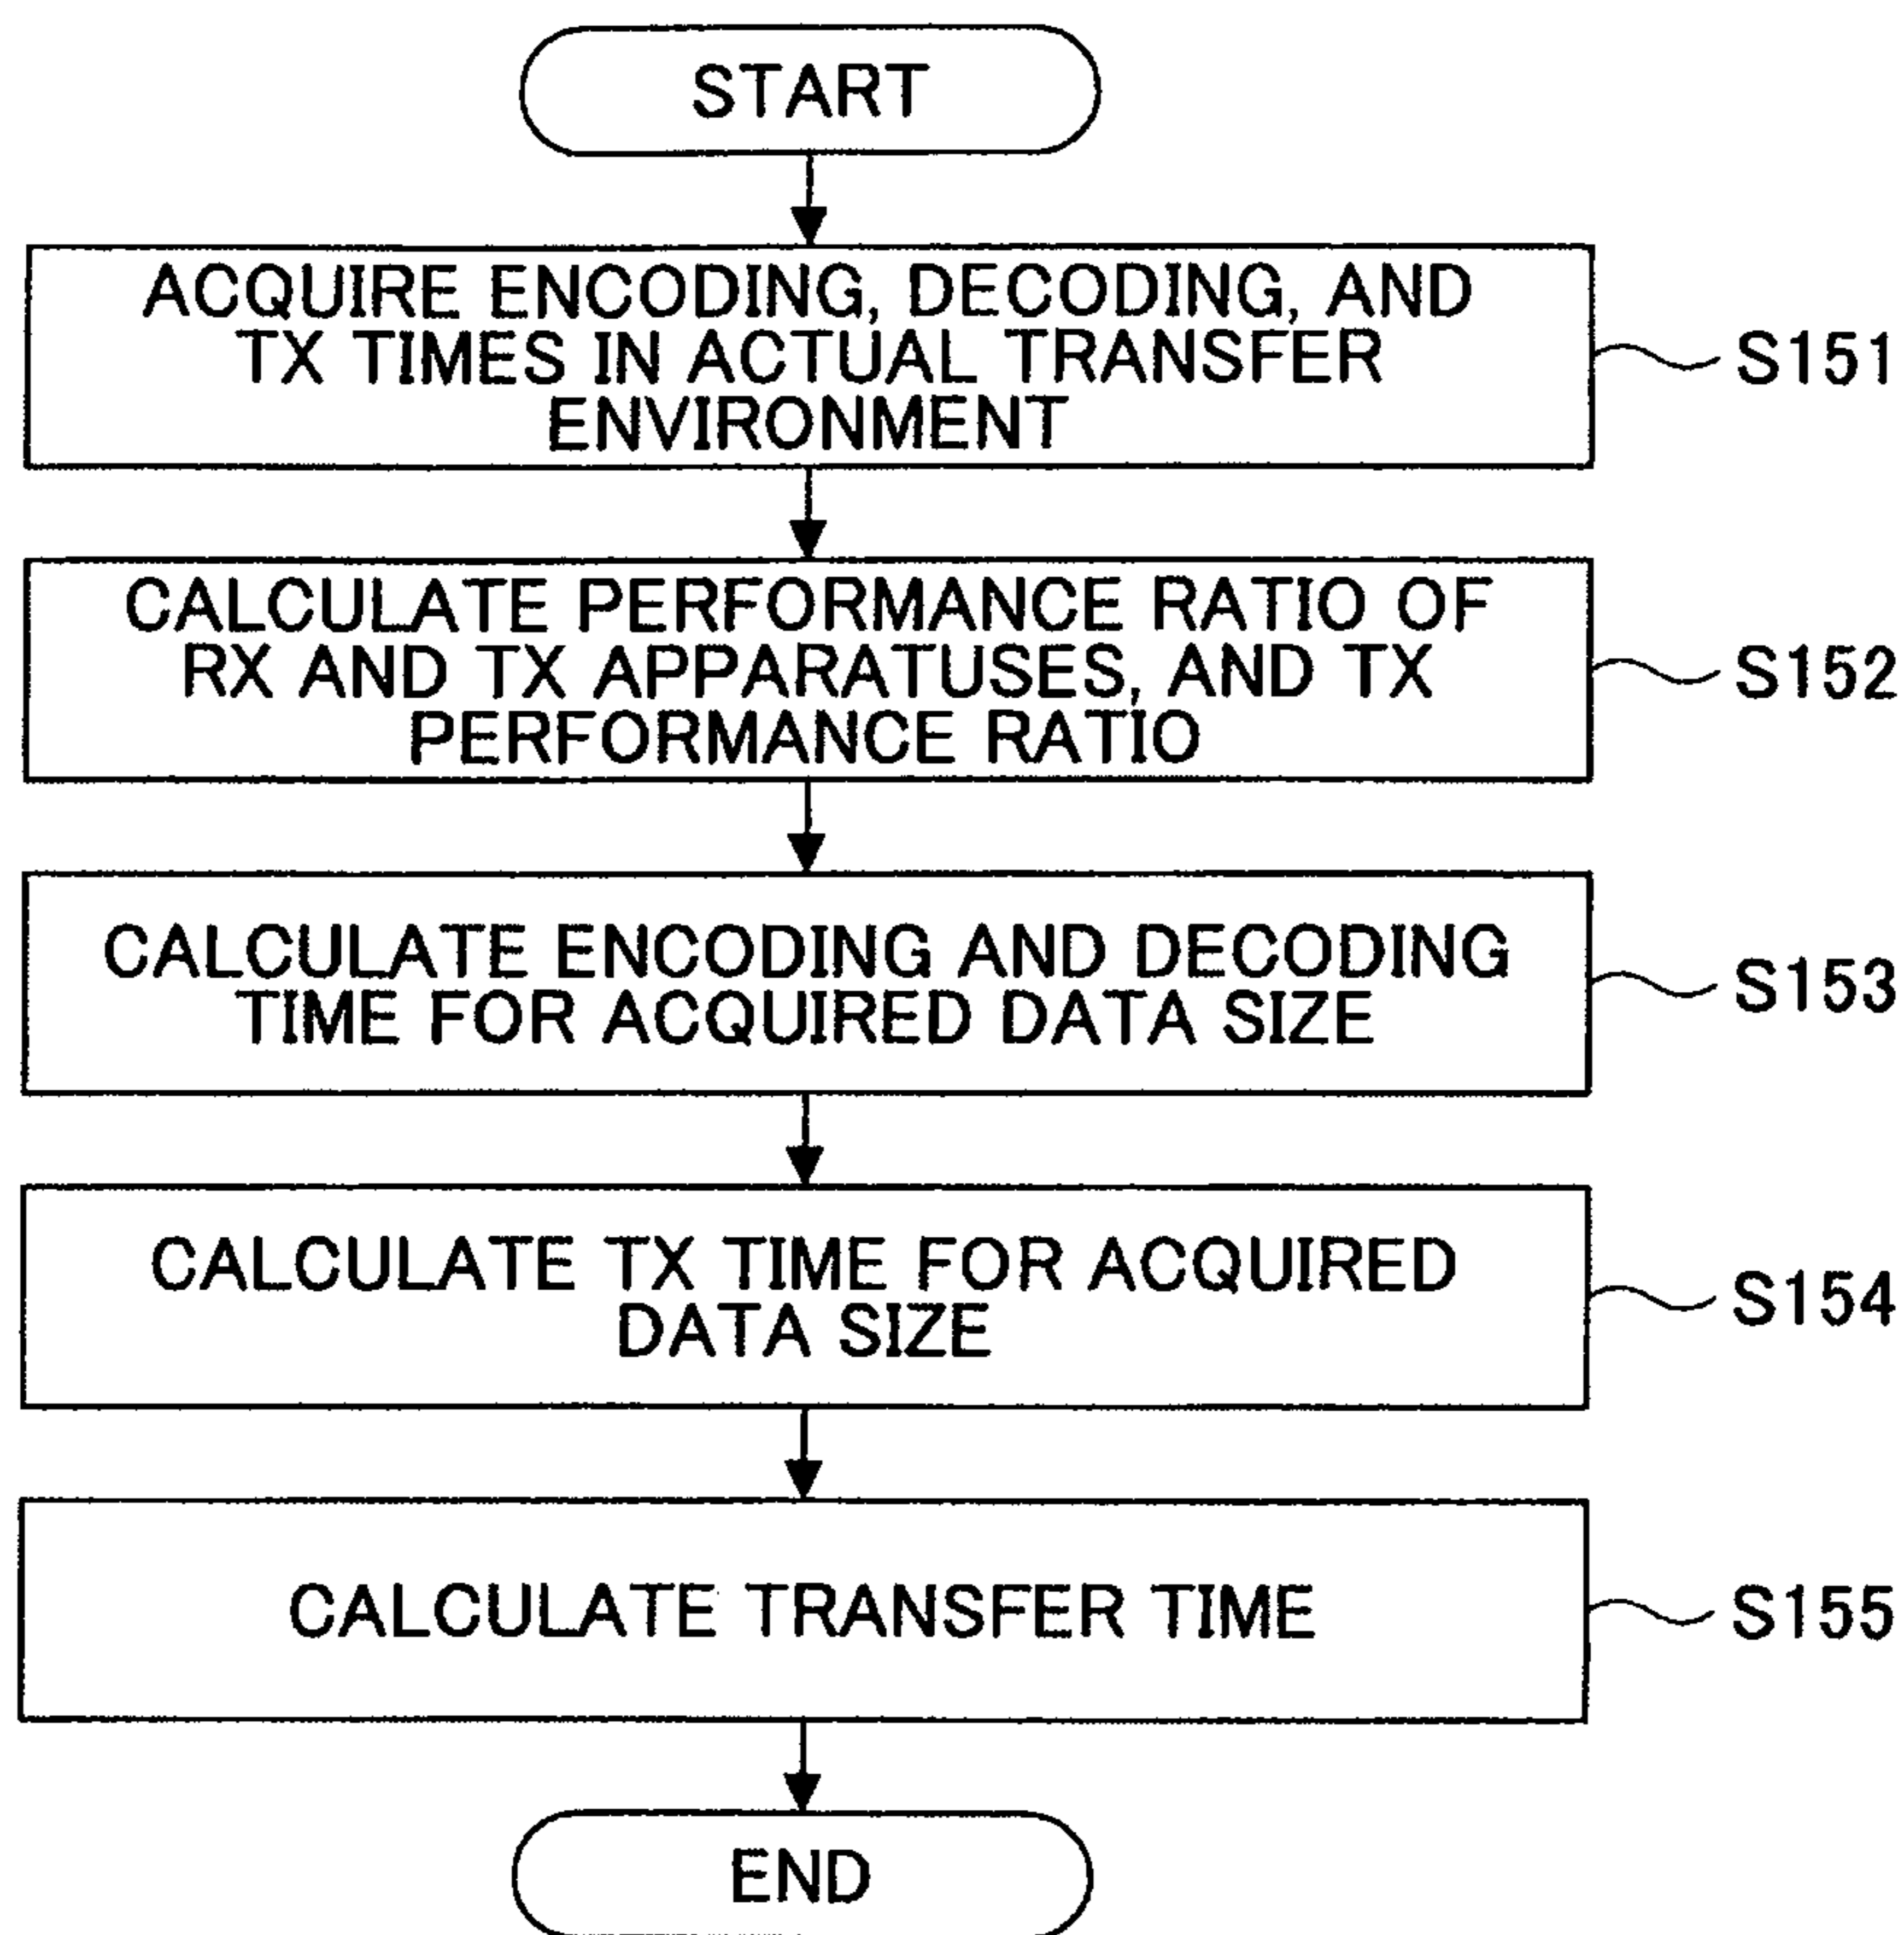 START
ACQUIRE ENCODING, DECODING, AND
TX TIMES IN ACTUAL TRANSFER
ENVIRONMENT
S151
CALCULATE PERFORMANCE RATIO OF
RX AND TX APPARATUSES, AND TX
PERFORMANCE RATIO
S152
CALCULATE ENCODING AND DECODING
TIME FOR ACQUIRED DATA SIZE
S153
CALCULATE TX TIME FOR ACQUIRED
DATA SIZE
S154
CALCULATE TRANSFER TIME
S155
END